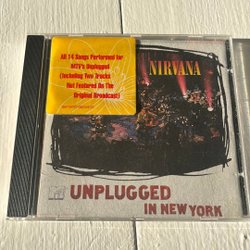 All 14 Songs Performed for
MTV's Unplugged
(Including Two Tracks
Not Featured On The
Original Broadcast)
NIRVANA
MTV
UNPLUGGED
IN NEW YORK